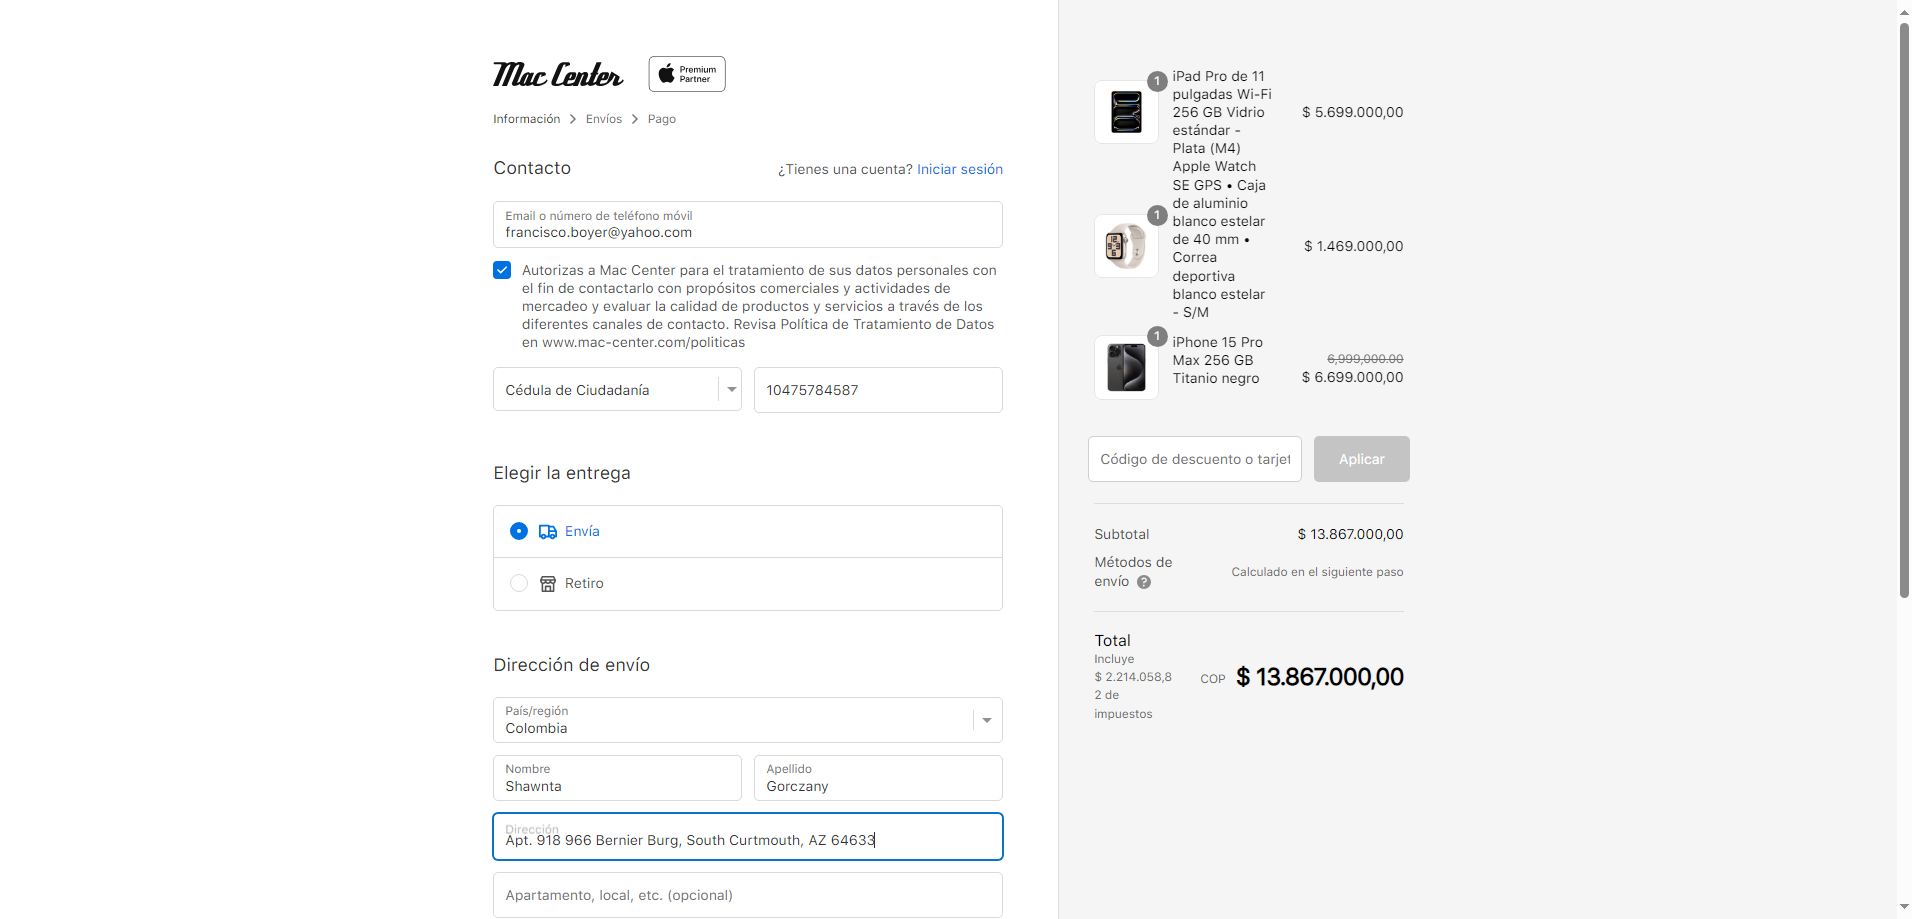 Mac Center
Premium
Partner
Información > Envíos > Pago
Contacto
¿Tienes una cuenta? Iniciar sesión
Email o número de teléfono móvil
francisco.boyer@yahoo.com
Autorizas a Mac Center para el tratamiento de sus datos personales con
el fin de contactarlo con propósitos comerciales y actividades de
mercadeo y evaluar la calidad de productos y servicios a través de los
diferentes canales de contacto. Revisa Política de Tratamiento de Datos
en www.mac-center.com/politicas
Cédula de Ciudadanía
10475784587
Elegir la entrega
Envía
Retiro
Dirección de envío
País/región
Colombia
Nombre
Shawnta
Apellido
Gorczany
Dirección
Apt. 918 966 Bernier Burg, South Curtmouth, AZ 64633
Apartamento, local, etc. (opcional)
1
iPad Pro de 11
pulgadas Wi-Fi
256 GB Vidrio
estándar -
Plata (M4)
$ 5.699.000,00
1
Apple Watch
SE GPS • Caja
de aluminio
blanco estelar
de 40 mm •
Correa
deportiva
blanco estelar
- S/M
$ 1.469.000,00
1
iPhone 15 Pro
Max 256 GB
Titanio negro
6,999,000.00
$ 6.699.000,00
Código de descuento o tarjet
Aplicar
Subtotal
$ 13.867.000,00
Métodos de
envío ?
Calculado en el siguiente paso
Total
Incluye
$ 2.214.058,8
2 de
impuestos
COP $ 13.867.000,00